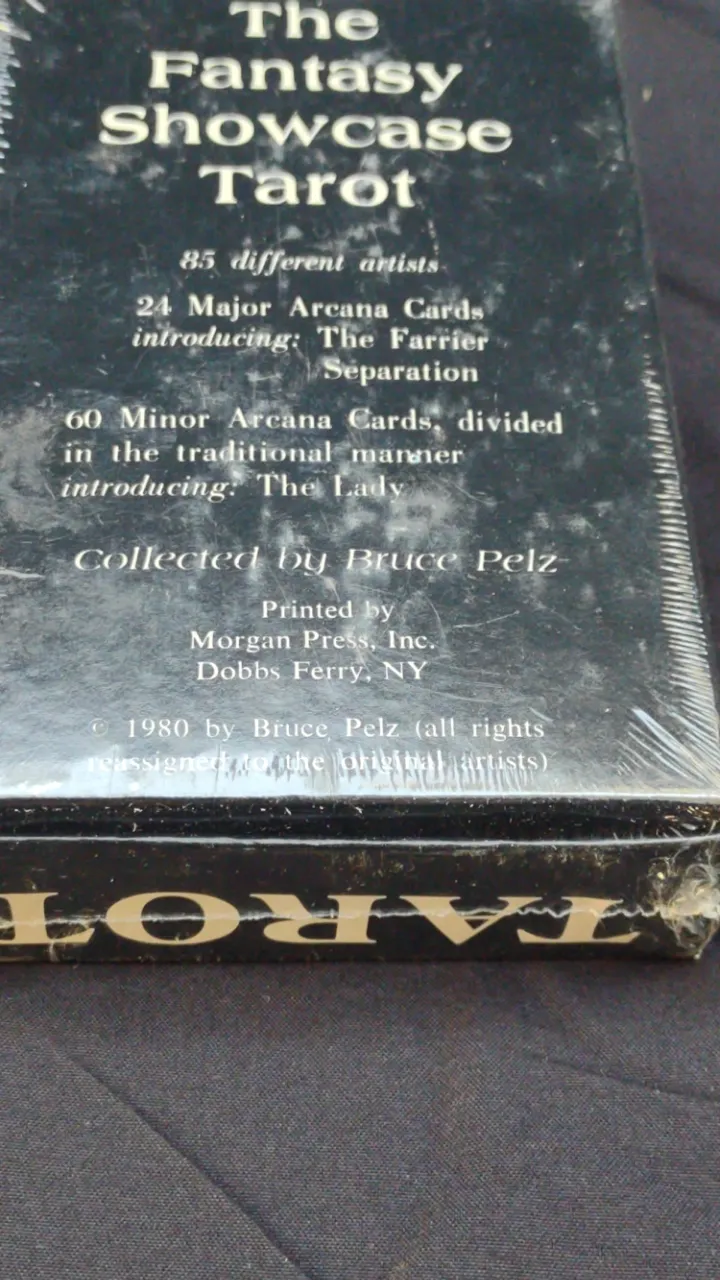 The
Fantasy
Showcase
Tarot
85 different artists
24 Major Arcana Cards
introducing: The Farrier
Separation
60 Minor Arcana Cards, divided
in the traditional manner
introducing: The Lady
Collected by Bruce Pelz
Printed by
Morgan Press, Inc.
Dobbs Ferry, NY
© 1980 by Bruce Pelz (all rights
reassigned to the original artists)
TAROT